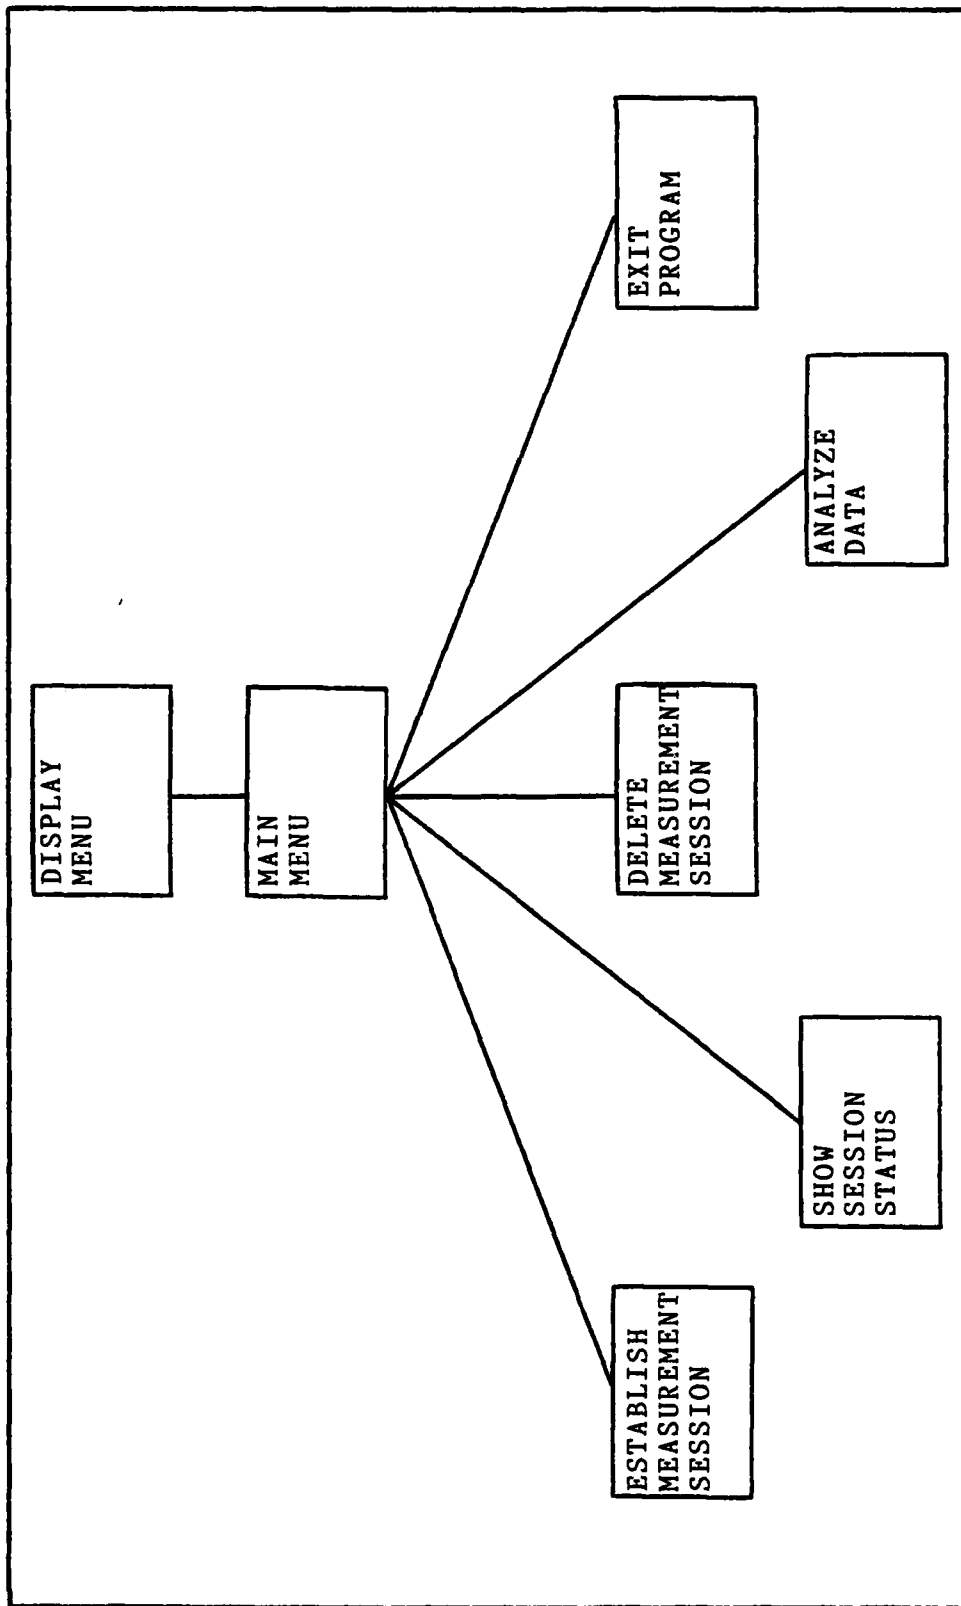 DISPLAY
MENU
MAIN
MENU
ESTABLISH
MEASUREMENT
SESSION
SHOW
SESSION
STATUS
DELETE
MEASUREMENT
SESSION
ANALYZE
DATA
EXIT
PROGRAM